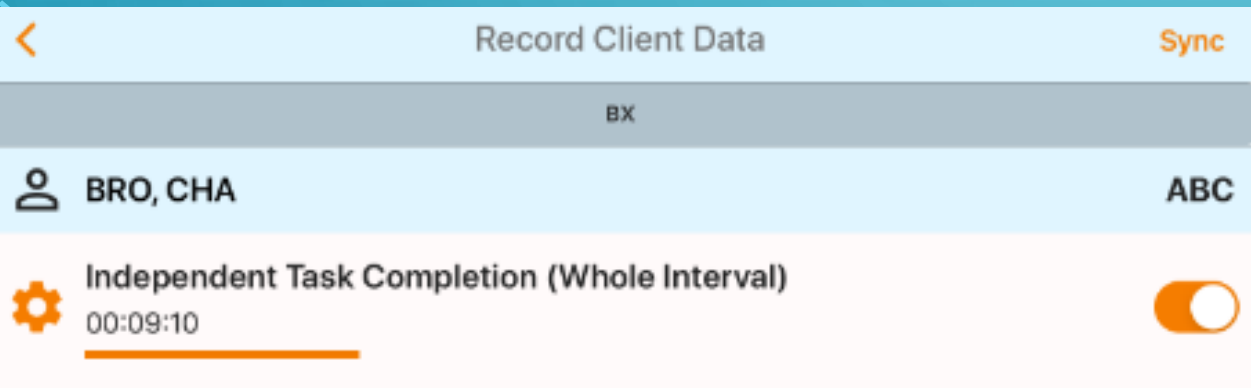 Record Client Data
Sync
BX
BRO, CHA
ABC
Independent Task Completion (Whole Interval)
00:09:10